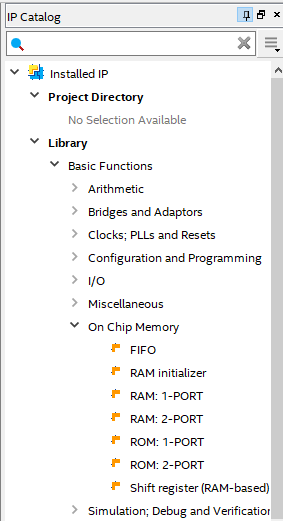 IP Catalog
Installed IP
Project Directory
No Selection Available
Library
Basic Functions
Arithmetic
Bridges and Adaptors
Clocks; PLLs and Resets
Configuration and Programming
I/O
Miscellaneous
On Chip Memory
FIFO
RAM initializer
RAM: 1-PORT
RAM: 2-PORT
ROM: 1-PORT
ROM: 2-PORT
Shift register (RAM-based)
Simulation; Debug and Verification